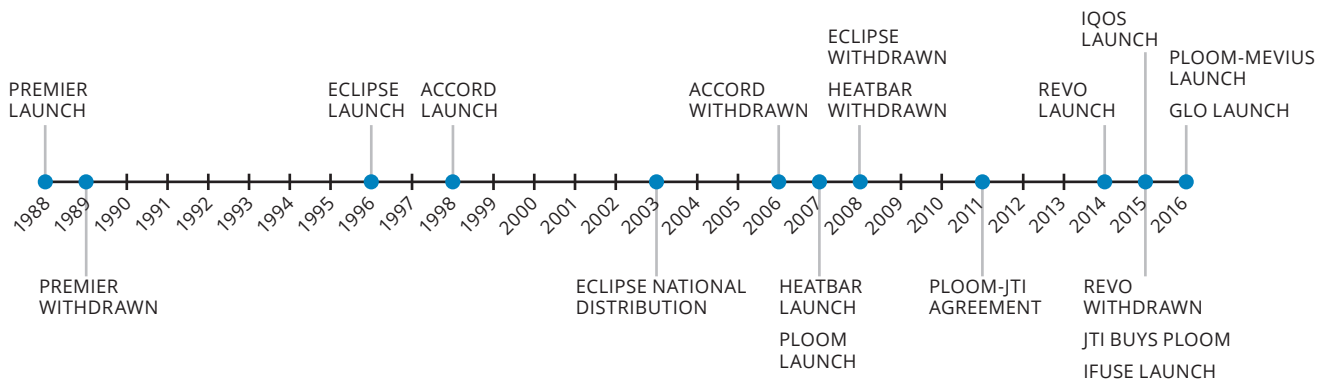 IQOS
LAUNCH
ECLIPSE
WITHDRAWN
PLOOM-MEVIUS
LAUNCH
PREMIER
LAUNCH
ECLIPSE
LAUNCH
ACCORD
LAUNCH
ACCORD
WITHDRAWN
HEATBAR
WITHDRAWN
REVO
LAUNCH
GLO LAUNCH
1988
1989
1990
1991
1992
1993
1994
1995
1996
1997
1998
1999
2000
2001
2002
2003
2004
2005
2006
2007
2008
2009
2010
2011
2012
2013
2014
2015
2016
PREMIER
WITHDRAWN
ECLIPSE NATIONAL
DISTRIBUTION
HEATBAR
LAUNCH
PLOOM
LAUNCH
PLOOM-JTI
AGREEMENT
REVO
WITHDRAWN
JTI BUYS PLOOM
IFUSE LAUNCH